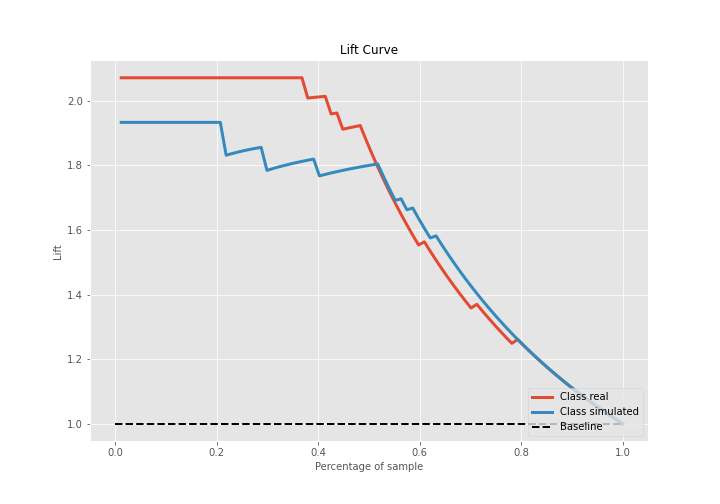 Lift Curve
2.0
1.8
1.6
1.4
1.2
1.0
Lift
0.0 0.2 0.4 0.6 0.8 1.0
Percentage of sample
Class real
Class simulated
Baseline